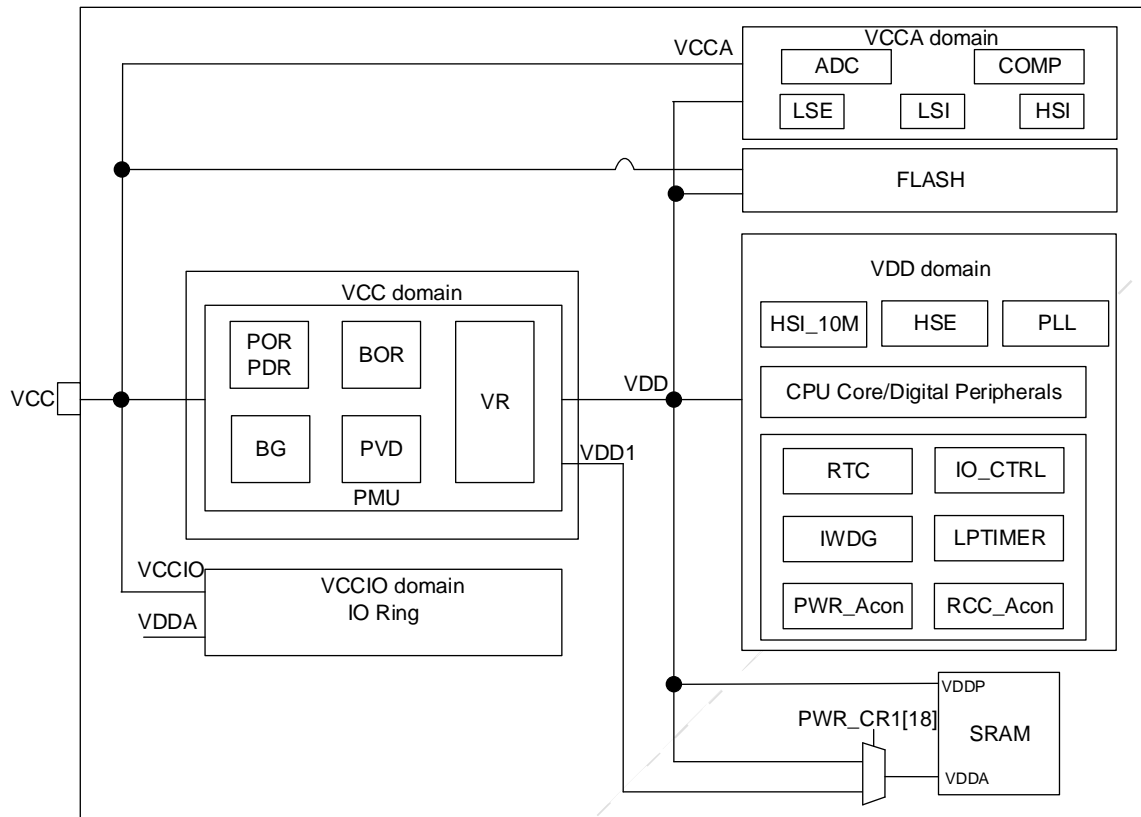 VCCA
VCCA domain
ADC
COMP
LSE
LSI
HSI
FLASH
VDD domain
HSI_10M
HSE
PLL
CPU Core/Digital Peripherals
RTC
IO_CTRL
IWDG
LPTIMER
PWR_Acon
RCC_Acon
VCC domain
POR
PDR
BOR
VR
BG
PVD
PMU
VCC
VDD
VDD1
VCCIO
VDDA
VCCIO domain
IO Ring
PWR_CR1[18]
VDDP
SRAM
VDDA